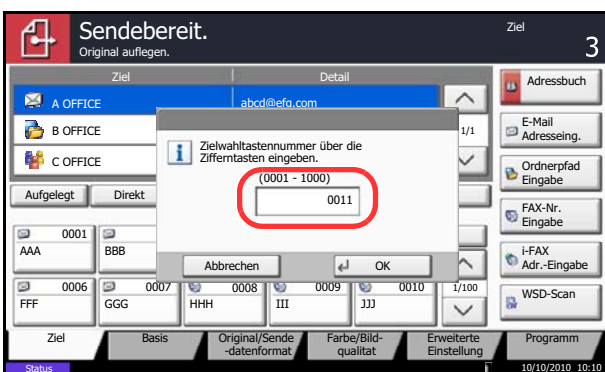 Sendebereit.
Original auflegen.
Ziel
3
Ziel Detail
A OFFICE abcd@efg.com
B OFFICE
C OFFICE
1/1
Zielwahltastennummer über die
Zifferntasten eingeben.
(0001 - 1000)
0011
Abbrechen OK
Aufgelegt Direkt
0001
AAA BBB
0006 0007 0008 0009 0010
FFF GGG HHH III JJJ
1/100
Adressbuch
E-Mail
Adresseing.
Ordnerpfad
Eingabe
FAX-Nr.
Eingabe
i-FAX
Adr.-Eingabe
WSD-Scan
Ziel
Basis
Original/Sende
-datenformat
Farbe/Bild-
qualitat
Erweiterte
Einstellung
Programm
Status 10/10/2010 10:10